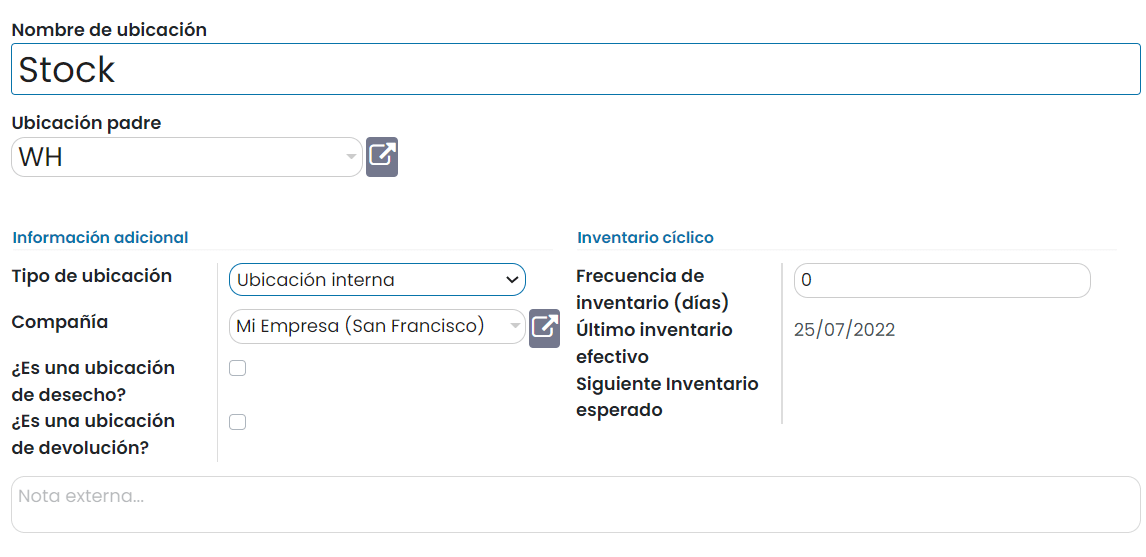 Nombre de ubicación
Stock
Ubicación padre
WH
Información adicional
Tipo de ubicación
Ubicación interna
Compañía
Mi Empresa (San Francisco)
¿Es una ubicación
de desecho?
¿Es una ubicación
de devolución?
Inventario cíclico
Frecuencia de
inventario (días)
0
Último inventario
efectivo
25/07/2022
Siguiente Inventario
esperado
Nota externa...